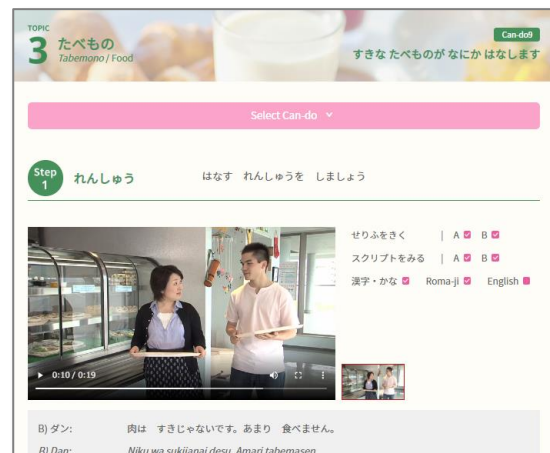 TOPIC
3 たべもの
Tabemono / Food
Can-do9
すきな たべものが なにか はなします
Select Can-do
Step
1
れんしゅう
はなす れんしゅうを しましょう
せりふをきく | A B
スクリプトをみる | A B
漢字・かな Roma-ji English
0:10 / 0:19
B) ダン: 肉は すきじゃないです。あまり 食べません。
B) Dan: Niku wa sukijanai desu. Amari tabemasen.